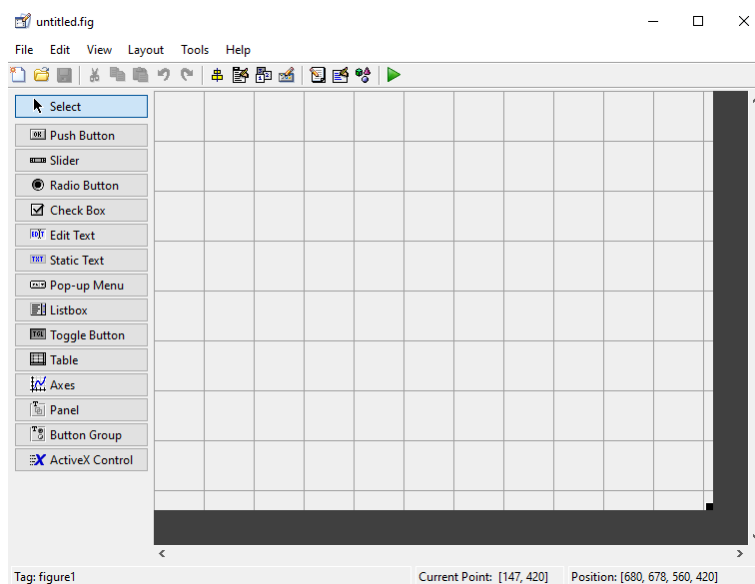 untitled.fig
File Edit View Layout Tools Help
Select
Push Button
Slider
Radio Button
Check Box
Edit Text
Static Text
Pop-up Menu
Listbox
Toggle Button
Table
Axes
Panel
Button Group
ActiveX Control
Tag: figure1 Current Point: [147, 420] Position: [680, 678, 560, 420]